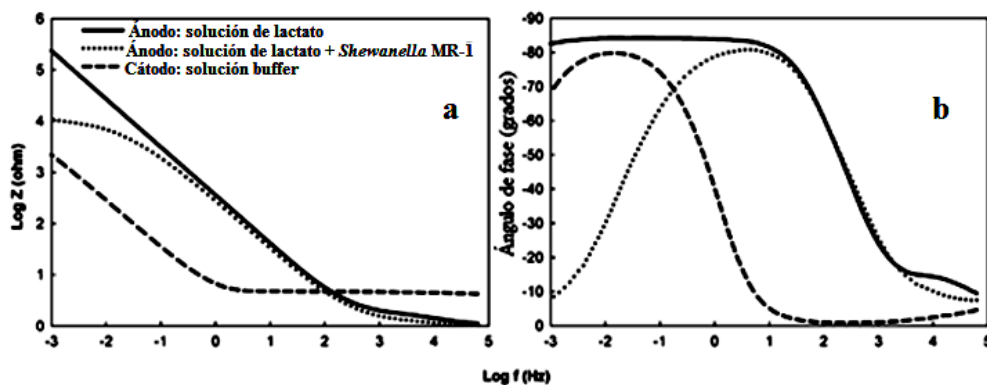 6
5
4
3
2
1
0
Log Z (ohm)
Ánodo: solución de lactato
Ánodo: solución de lactato + Shewanella MR-1
Cátodo: solución buffer
a
-3 -2 -1 0 1 2 3 4 5
-90
-80
-70
-60
-50
-40
-30
-20
-10
0
Ángulo de fase (grados)
b
-3 -2 -1 0 1 2 3 4 5
Log f (Hz)